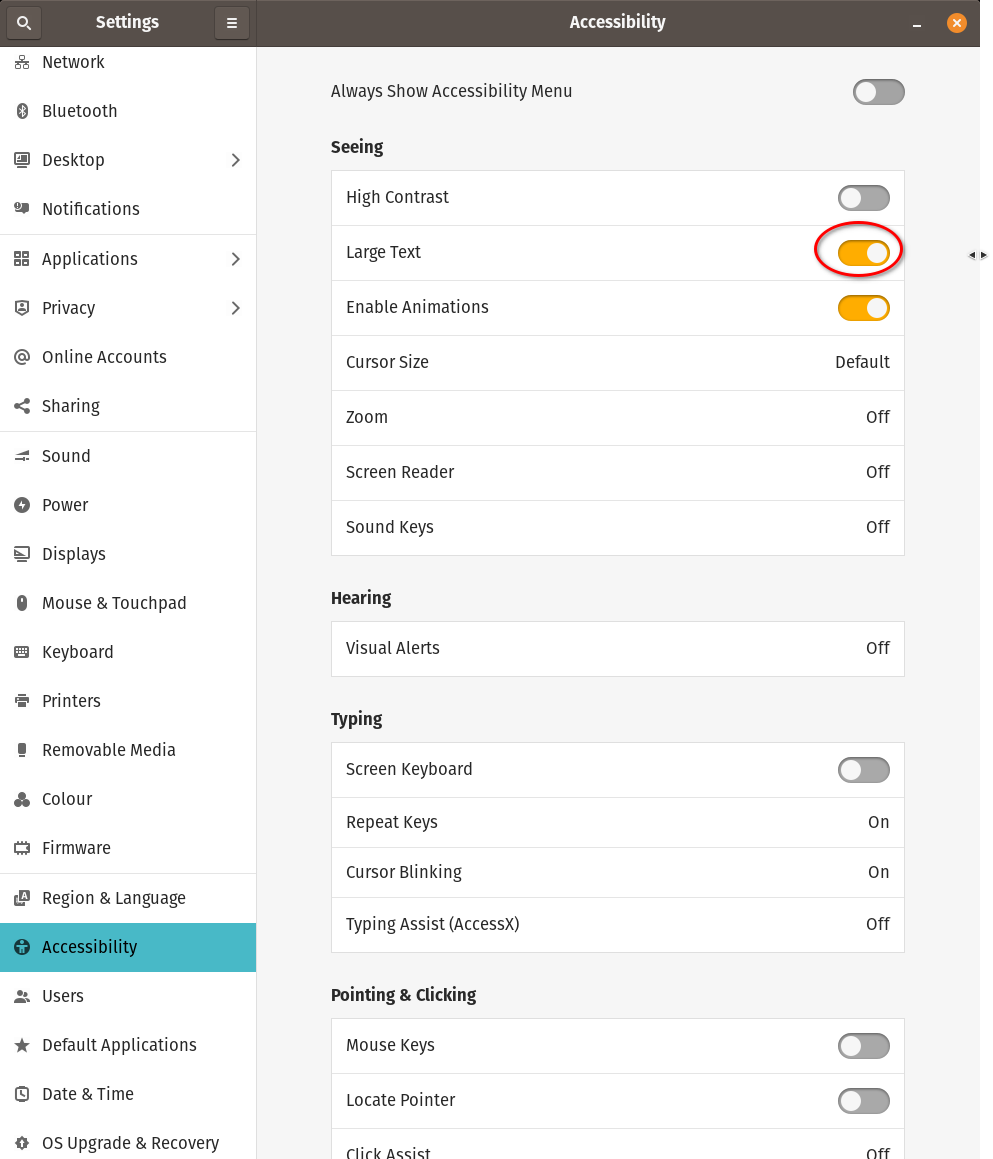 Settings
Accessibility
Network
Bluetooth
Desktop
Notifications
Applications
Privacy
Online Accounts
Sharing
Sound
Power
Displays
Mouse & Touchpad
Keyboard
Printers
Removable Media
Colour
Firmware
Region & Language
Accessibility
Users
Default Applications
Date & Time
OS Upgrade & Recovery
Always Show Accessibility Menu
Seeing
High Contrast
Large Text
Enable Animations
Cursor Size Default
Zoom Off
Screen Reader Off
Sound Keys Off
Hearing
Visual Alerts Off
Typing
Screen Keyboard
Repeat Keys On
Cursor Blinking On
Typing Assist (AccessX) Off
Pointing & Clicking
Mouse Keys
Locate Pointer
Click Assist Off